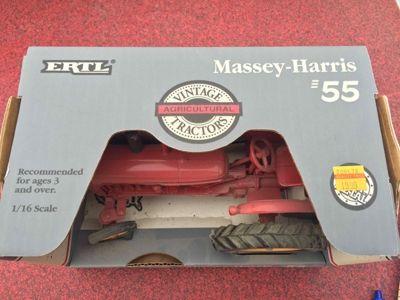 ERTL
Massey-Harris
55
VINTAGE
AGRICULTURAL
TRACTORS
Recommended
for ages 3
and over.
1/16 Scale